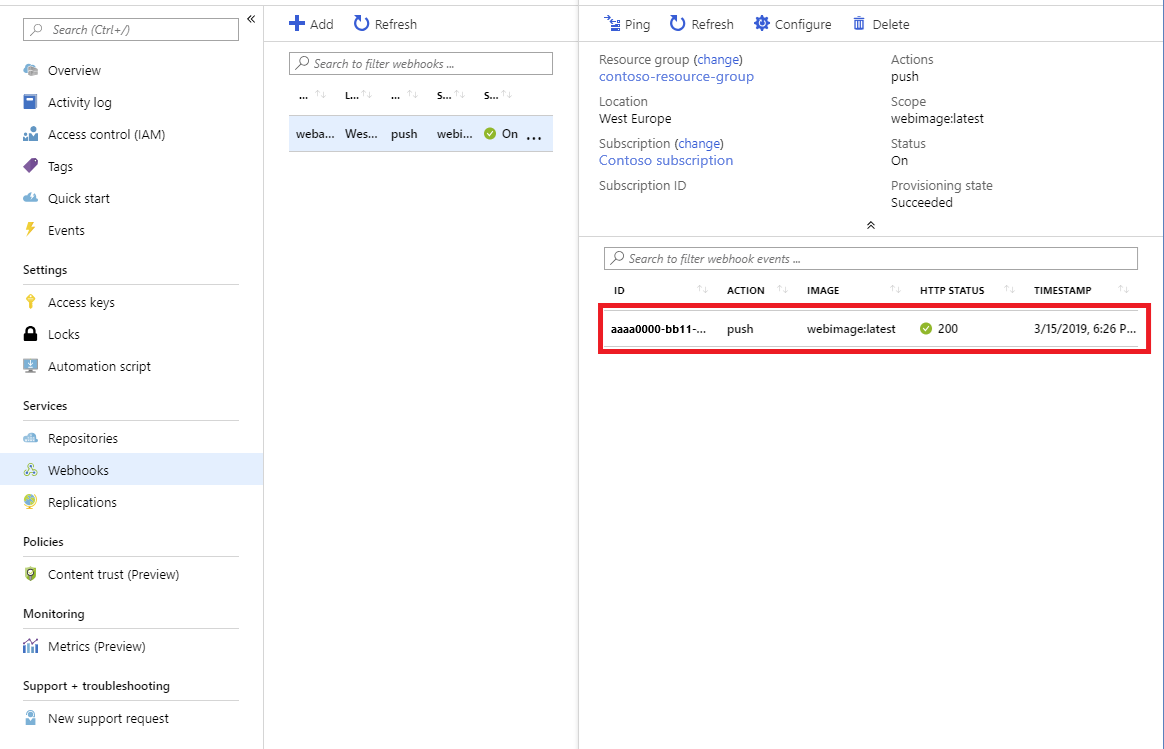 Search (Ctrl+/)
«
Overview
Activity log
Access control (IAM)
Tags
Quick start
Events
Settings
Access keys
Locks
Automation script
Services
Repositories
Webhooks
Replications
Policies
Content trust (Preview)
Monitoring
Metrics (Preview)
Support + troubleshooting
New support request
Add Refresh
Search to filter webhooks ...
... L... ... S... S...
weba... Wes... push webi... On ...
Ping Refresh Configure Delete
Resource group (change)
contoso-resource-group
Location
West Europe
Subscription (change)
Contoso subscription
Subscription ID
Actions
push
Scope
webimage:latest
Status
On
Provisioning state
Succeeded
Search to filter webhook events ...
ID ACTION IMAGE HTTP STATUS TIMESTAMP
aaaa0000-bb11-... push webimage:latest 200 3/15/2019, 6:26 P...